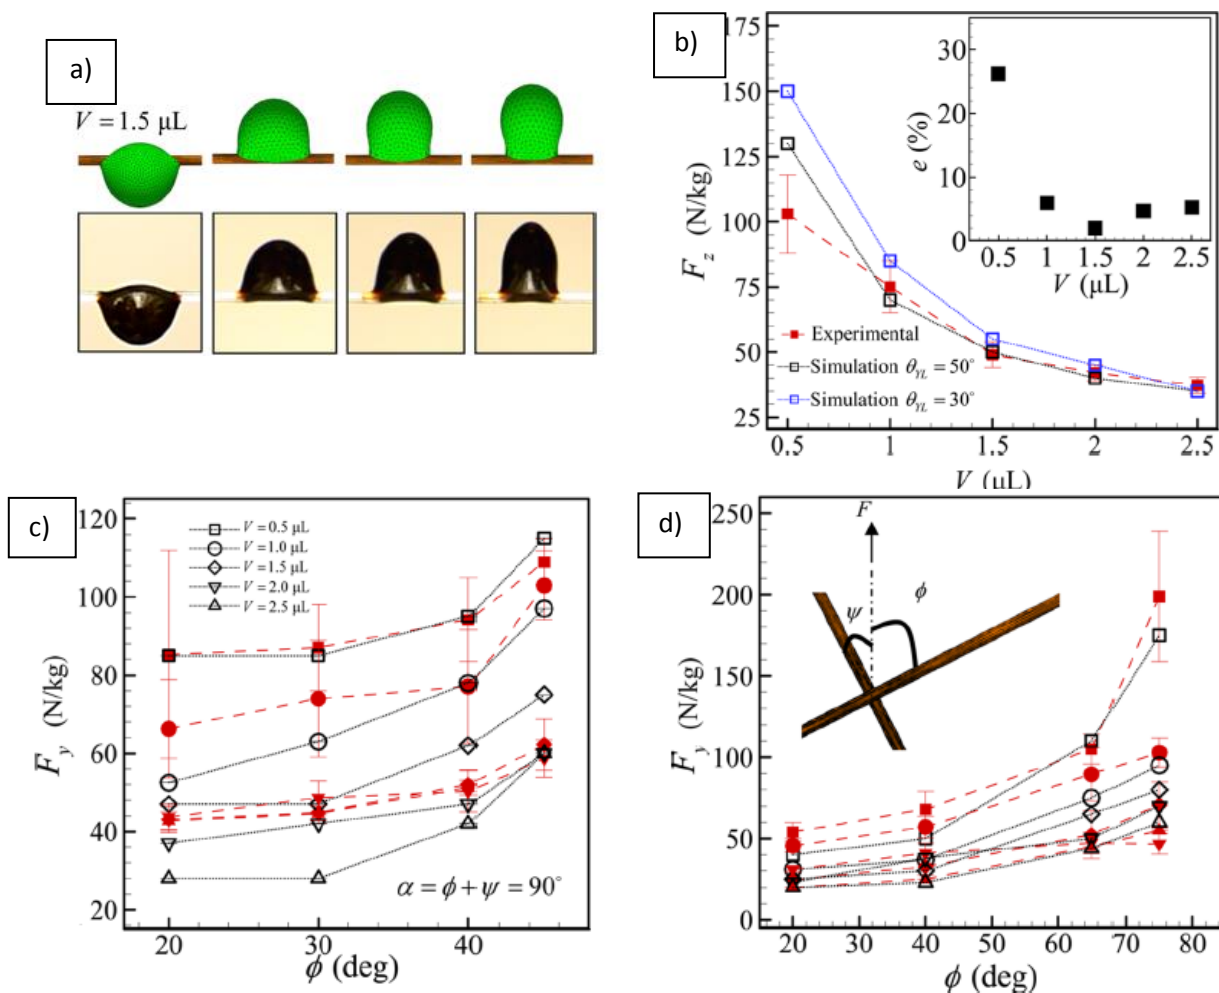 a)
V = 1.5 μL
b)
175
150
125
100
75
50
25
F_z (N/kg)
0.5
1
1.5
2
2.5
V (μL)
Experimental
Simulation θ_YL = 50°
Simulation θ_YL = 30°
30
20
10
0
e (%)
0.5
1
1.5
2
2.5
V (μL)
c)
120
100
80
60
40
20
F_y (N/kg)
V = 0.5 μL
V = 1.0 μL
V = 1.5 μL
V = 2.0 μL
V = 2.5 μL
α = ϕ + ψ = 90°
20
30
40
ϕ (deg)
d)
250
200
150
100
50
0
F_y (N/kg)
F
ψ
ϕ
20
30
40
50
60
70
80
ϕ (deg)